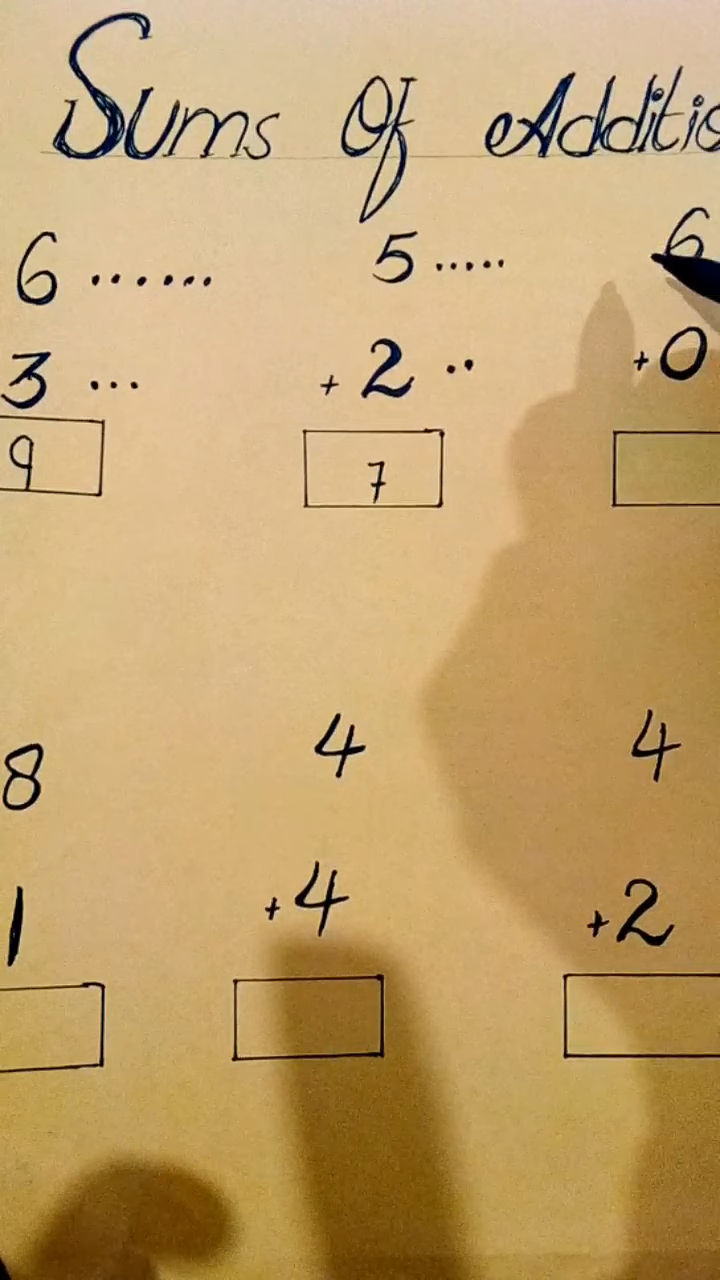 Sums Of Additio
6 ...... 5 ..... 6
3 ... + 2 .. + 0
9 7
8 4 4
1 + 4 + 2